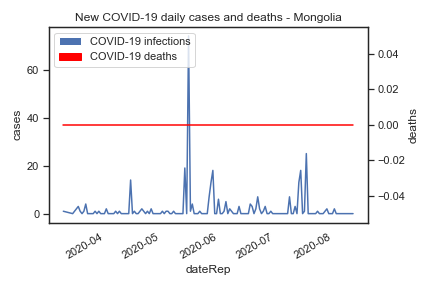 New COVID-19 daily cases and deaths - Mongolia
COVID-19 infections
COVID-19 deaths
60
40
20
0
cases
0.04
0.02
0.00
−0.02
−0.04
deaths
2020-04
2020-05
2020-06
2020-07
2020-08
dateRep